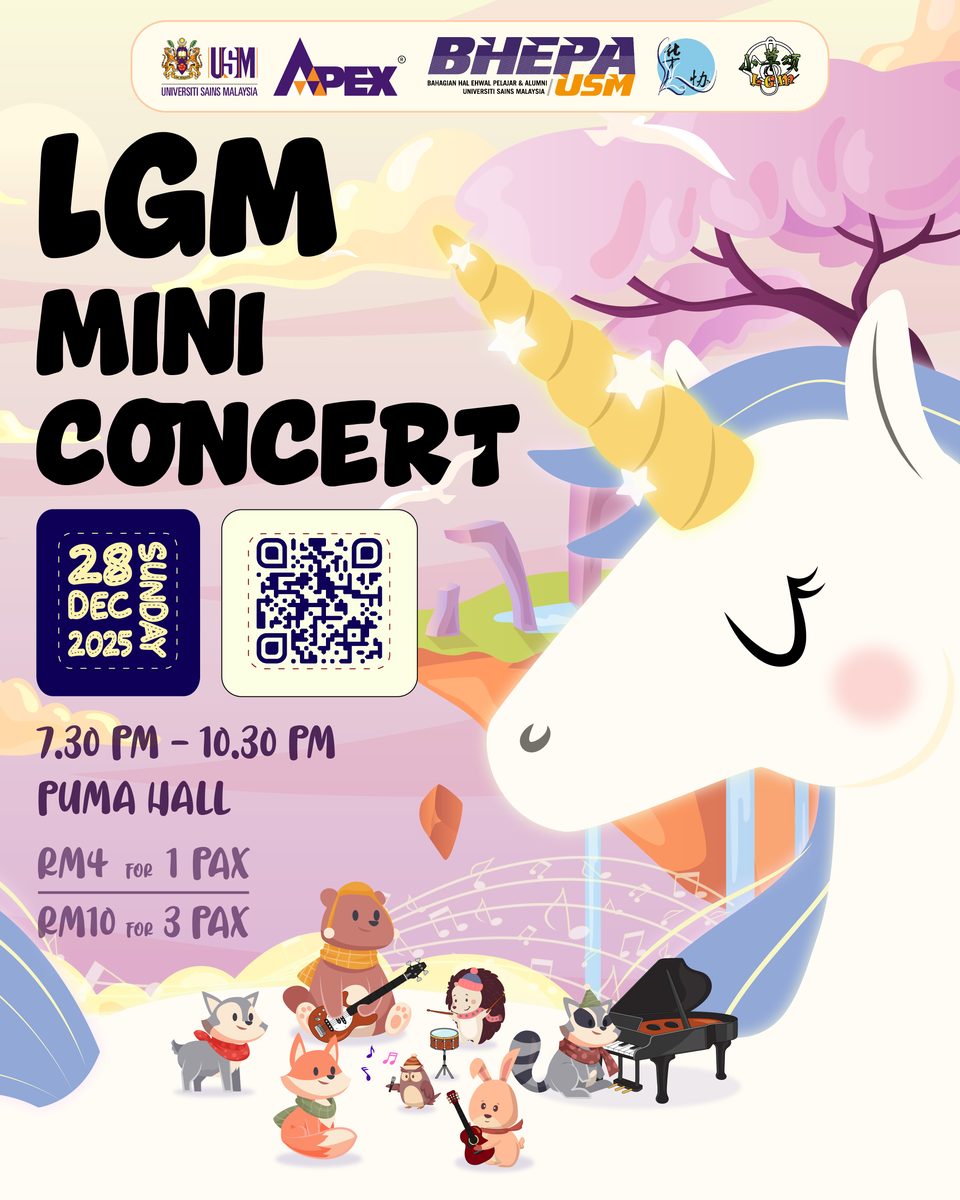 USM
UNIVERSITI SAINS MALAYSIA
APEX®
BHEPA
BAHAGIAN HAL EHWAL PELAJAR & ALUMNI
UNIVERSITI SAINS MALAYSIA
USM
协
LGM
MINI
CONCERT
28
DEC
2025
SUNDAY
7.30 PM – 10.30 PM
PUMA HALL
RM4 FOR 1 PAX
RM10 FOR 3 PAX